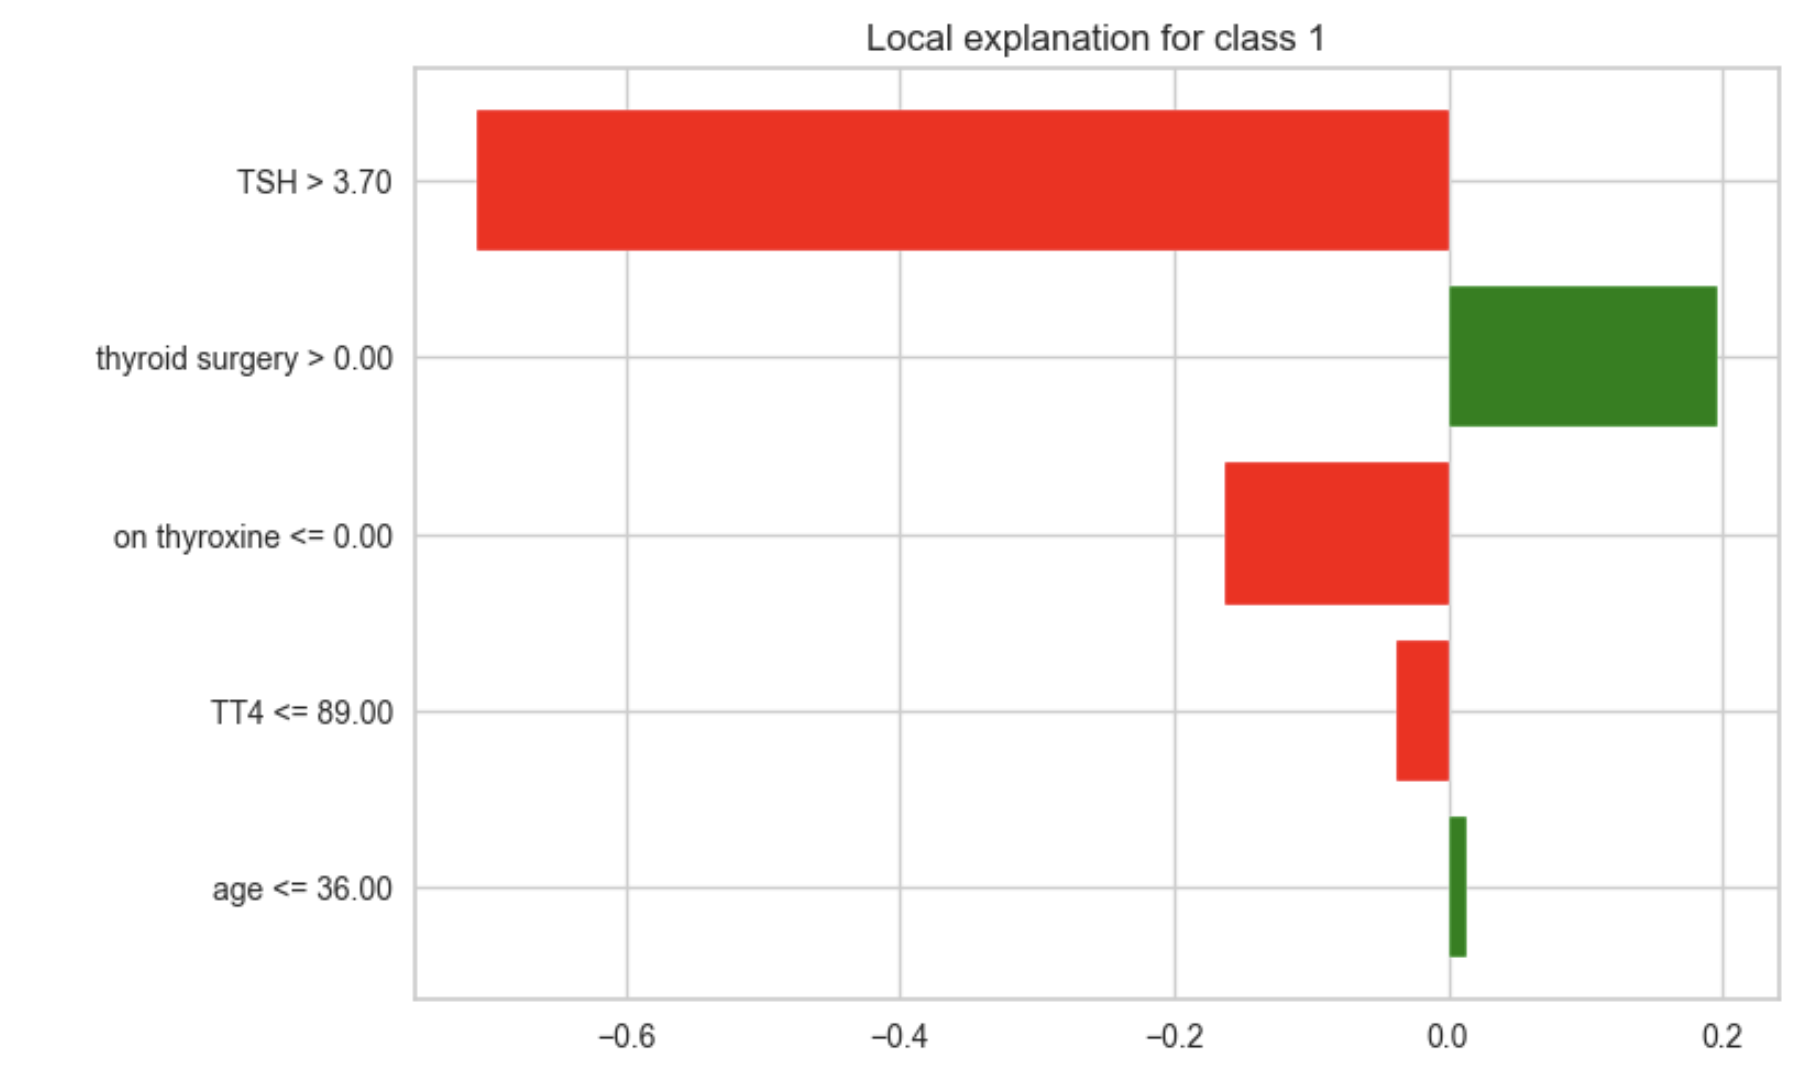 Local explanation for class 1
TSH > 3.70
thyroid surgery > 0.00
on thyroxine <= 0.00
TT4 <= 89.00
age <= 36.00
−0.6 −0.4 −0.2 0.0 0.2